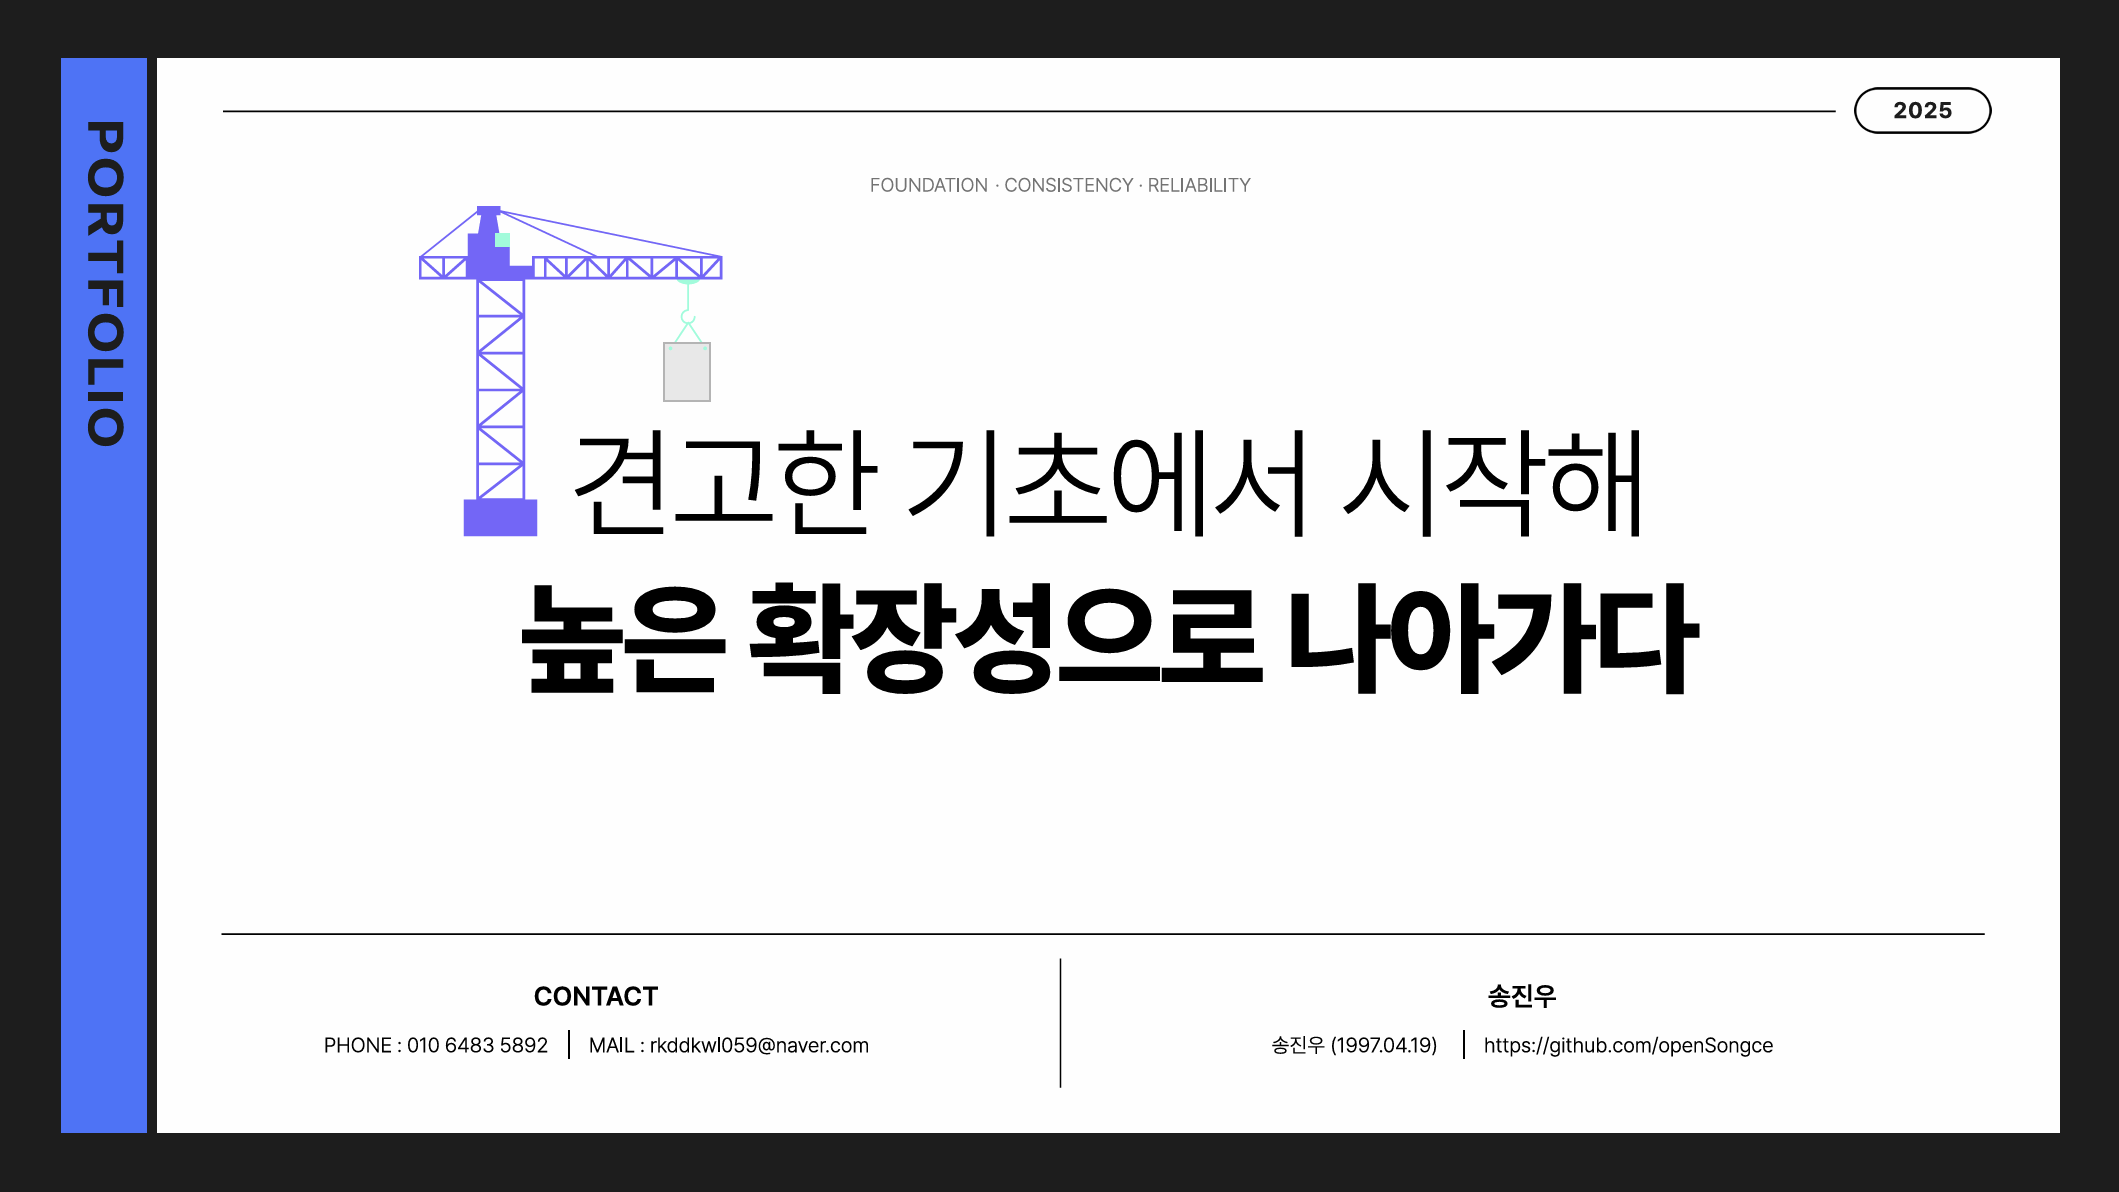 PORTFOLIO
2025
FOUNDATION · CONSISTENCY · RELIABILITY
견고한 기초에서 시작해
높은 확장성으로 나아가다
CONTACT
PHONE : 010 6483 5892 | MAIL : rkddkwl059@naver.com
송진우
송진우 (1997.04.19) | https://github.com/openSongce